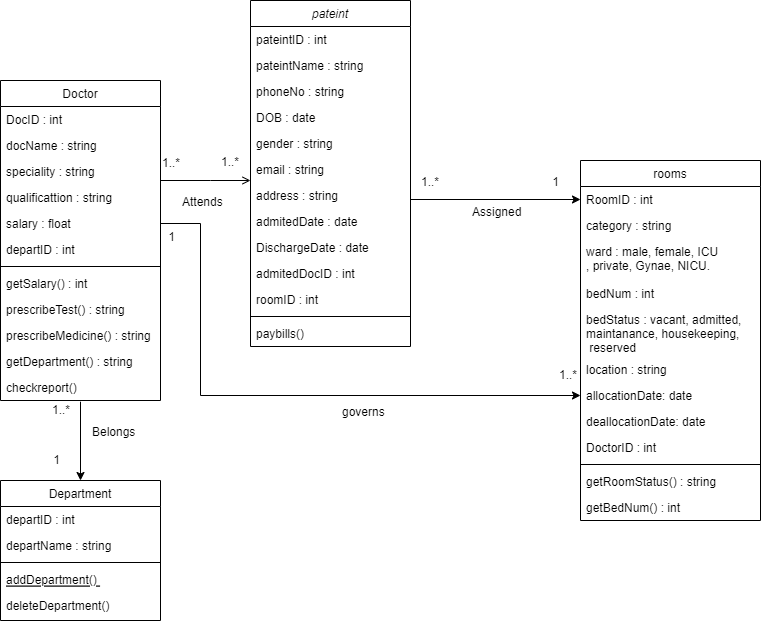 pateint
pateintID : int
pateintName : string
phoneNo : string
DOB : date
gender : string
email : string
address : string
admitedDate : date
DischargeDate : date
admitedDocID : int
roomID : int
paybills()
Doctor
DocID : int
docName : string
speciality : string
qualificattion : string
salary : float
departID : int
getSalary() : int
prescribeTest() : string
prescribeMedicine() : string
getDepartment() : string
checkreport()
1..*
1..*
Attends
1
1..*
1
Assigned
rooms
RoomID : int
category : string
ward : male, female, ICU
, private, Gynae, NICU.
bedNum : int
bedStatus : vacant, admitted,
maintanance, housekeeping,
reserved
location : string
allocationDate: date
deallocationDate: date
DoctorID : int
getRoomStatus() : string
getBedNum() : int
1..*
governs
1..*
Belongs
1
Department
departID : int
departName : string
addDepartment()
deleteDepartment()